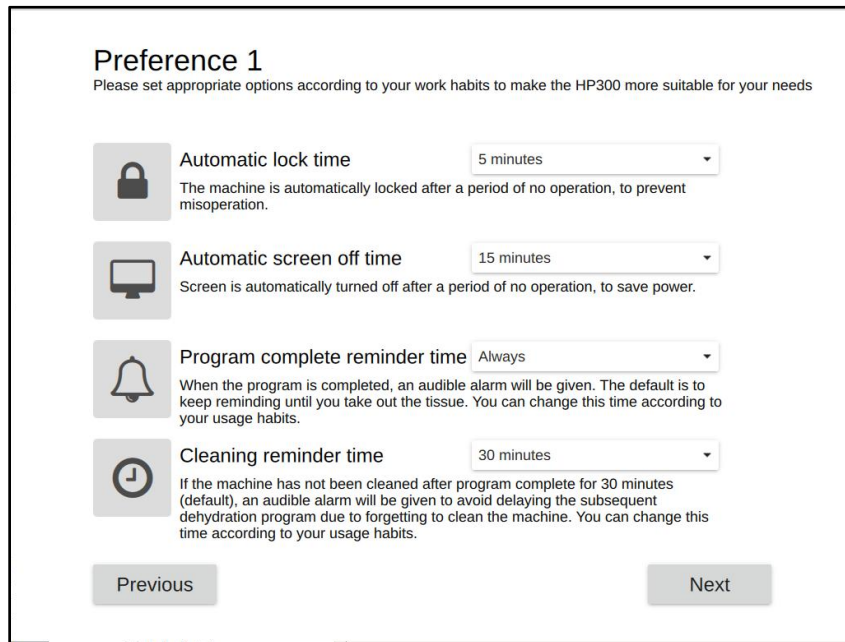 Preference 1
Please set appropriate options according to your work habits to make the HP300 more suitable for your needs
Automatic lock time
5 minutes
The machine is automatically locked after a period of no operation, to prevent
misoperation.
Automatic screen off time
15 minutes
Screen is automatically turned off after a period of no operation, to save power.
Program complete reminder time
Always
When the program is completed, an audible alarm will be given. The default is to
keep reminding until you take out the tissue. You can change this time according to
your usage habits.
Cleaning reminder time
30 minutes
If the machine has not been cleaned after program complete for 30 minutes
(default), an audible alarm will be given to avoid delaying the subsequent
dehydration program due to forgetting to clean the machine. You can change this
time according to your usage habits.
Previous
Next